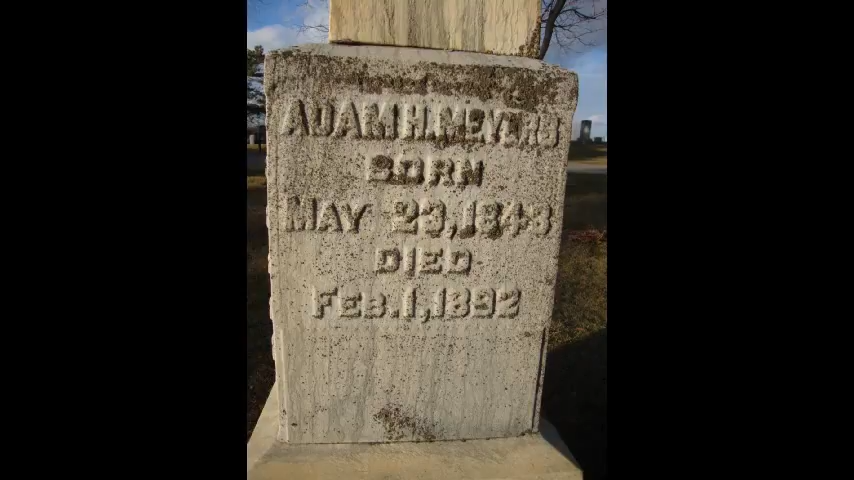 ADAM H. MEYERS
BORN
MAY 23, 1843
DIED
FEB. 1, 1892